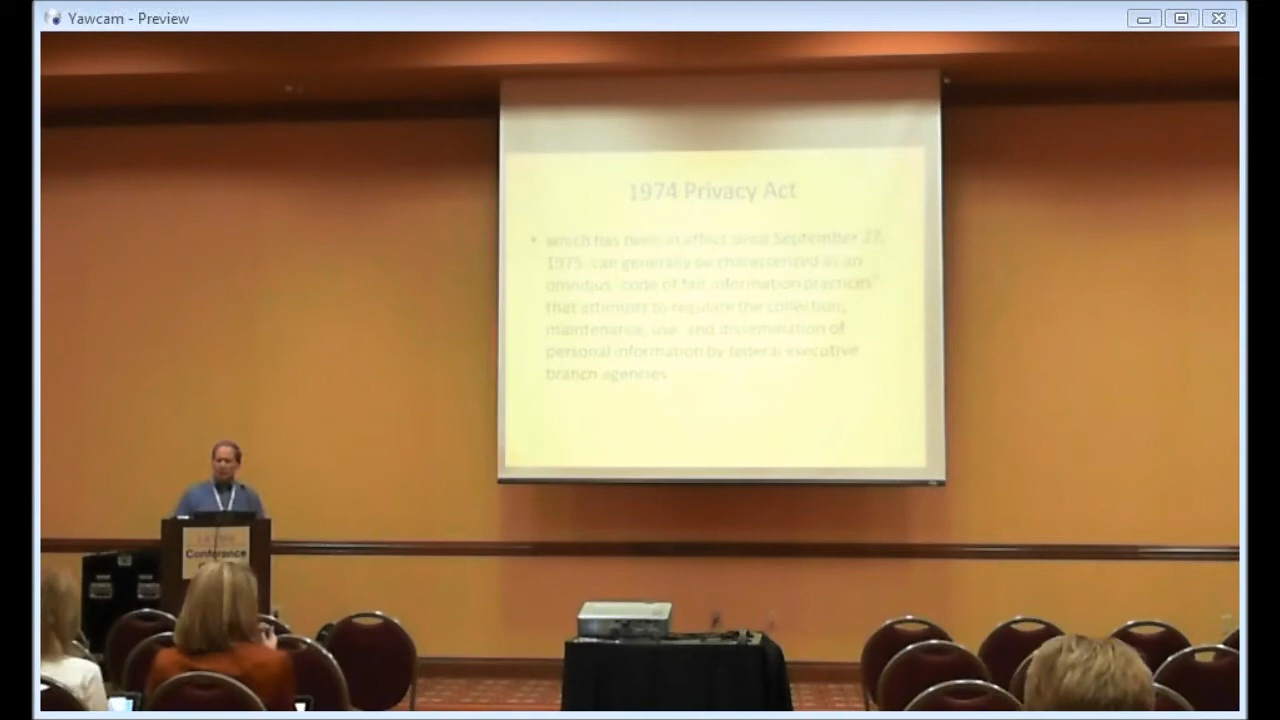 Yawcam - Preview
1974 Privacy Act
• which has been in effect since September 27,
1975, can generally be characterized as an
omnibus "code of fair information practices"
that attempts to regulate the collection,
maintenance, use, and dissemination of
personal information by federal executive
branch agencies
Conference